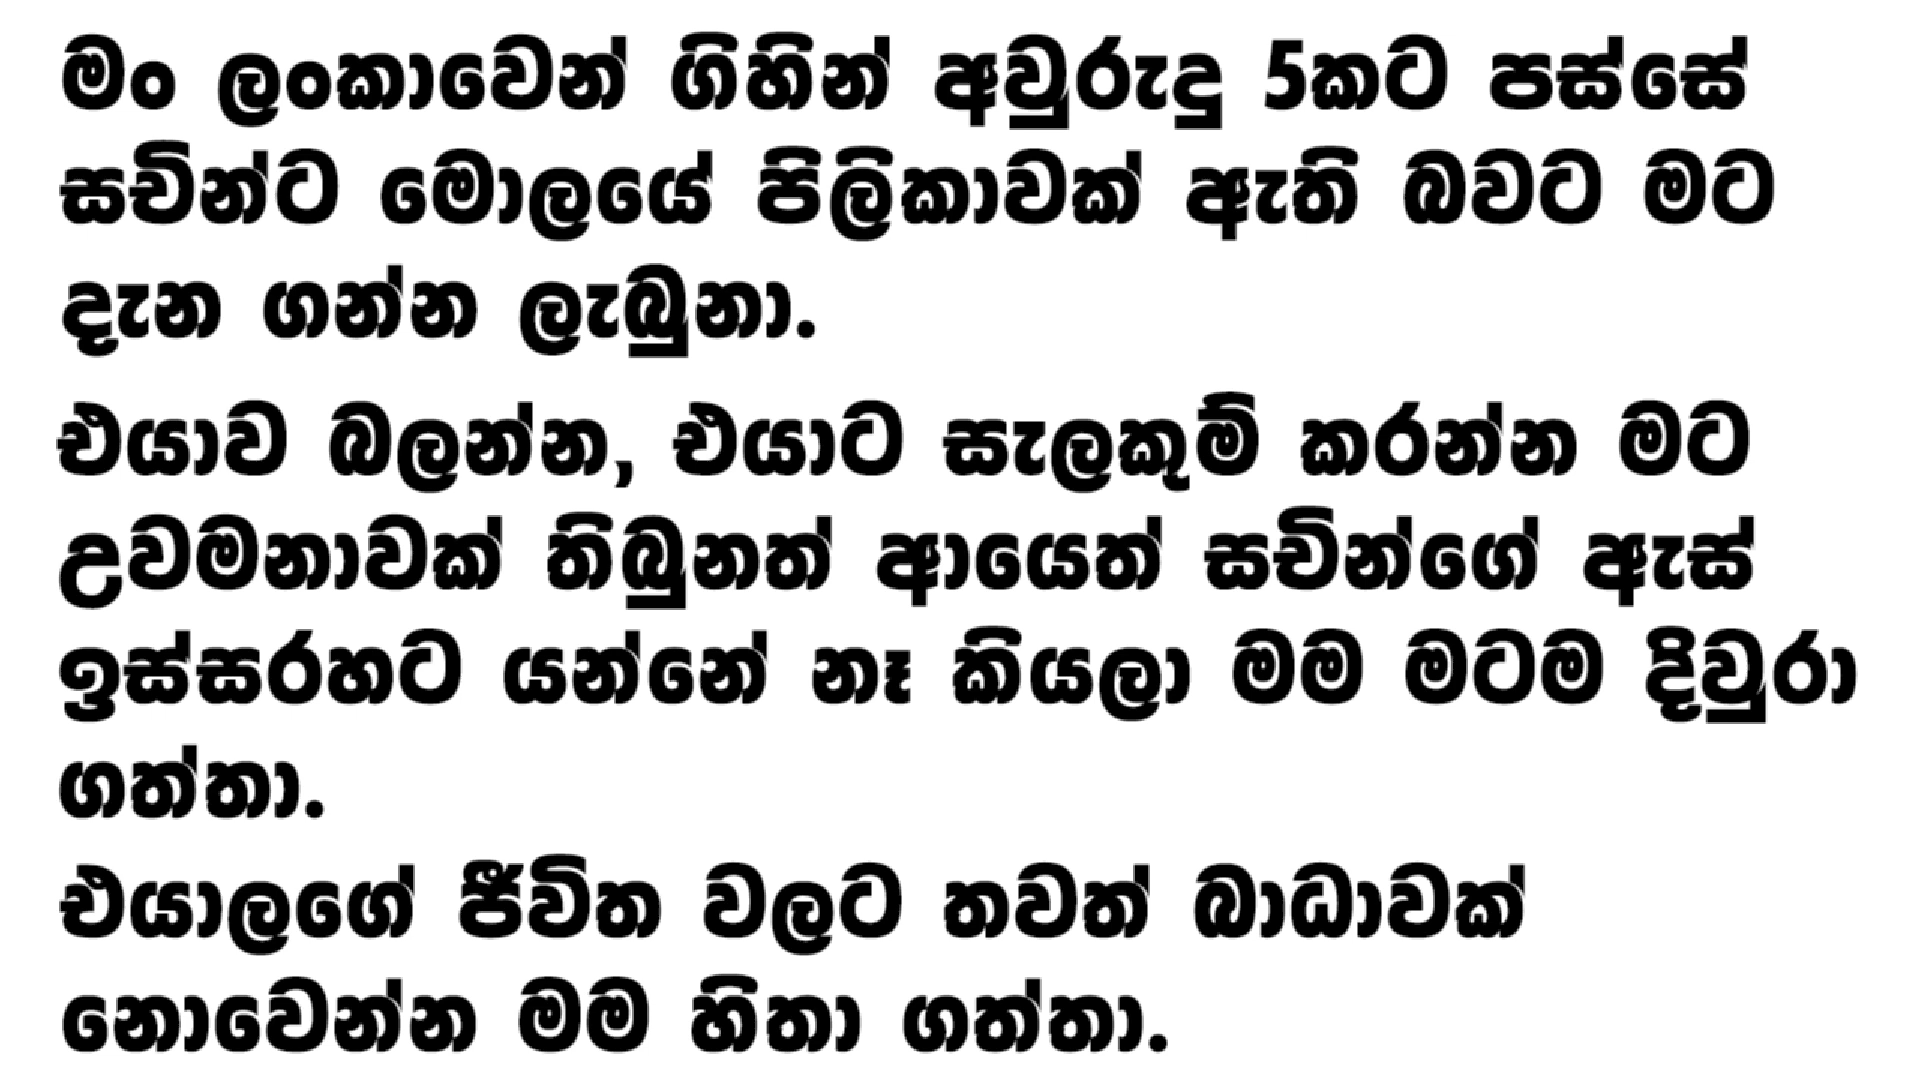 මං ලංකාවෙන් ගිහින් අවුරුදු 5කට පස්සේ
සචින්ට මොලයේ පිලිකාවක් ඇති බවට මට
දැන ගන්න ලැබුනා.
එයාව බලන්න, එයාට සැලකුම් කරන්න මට
උවමනාවක් තිබුනත් ආයෙත් සචින්ගේ ඇස්
ඉස්සරහට යන්නේ නෑ කියලා මම මටම දිවුරා
ගත්තා.
එයාලගේ ජීවිත වලට තවත් බාධාවක්
නොවෙන්න මම හිතා ගත්තා.